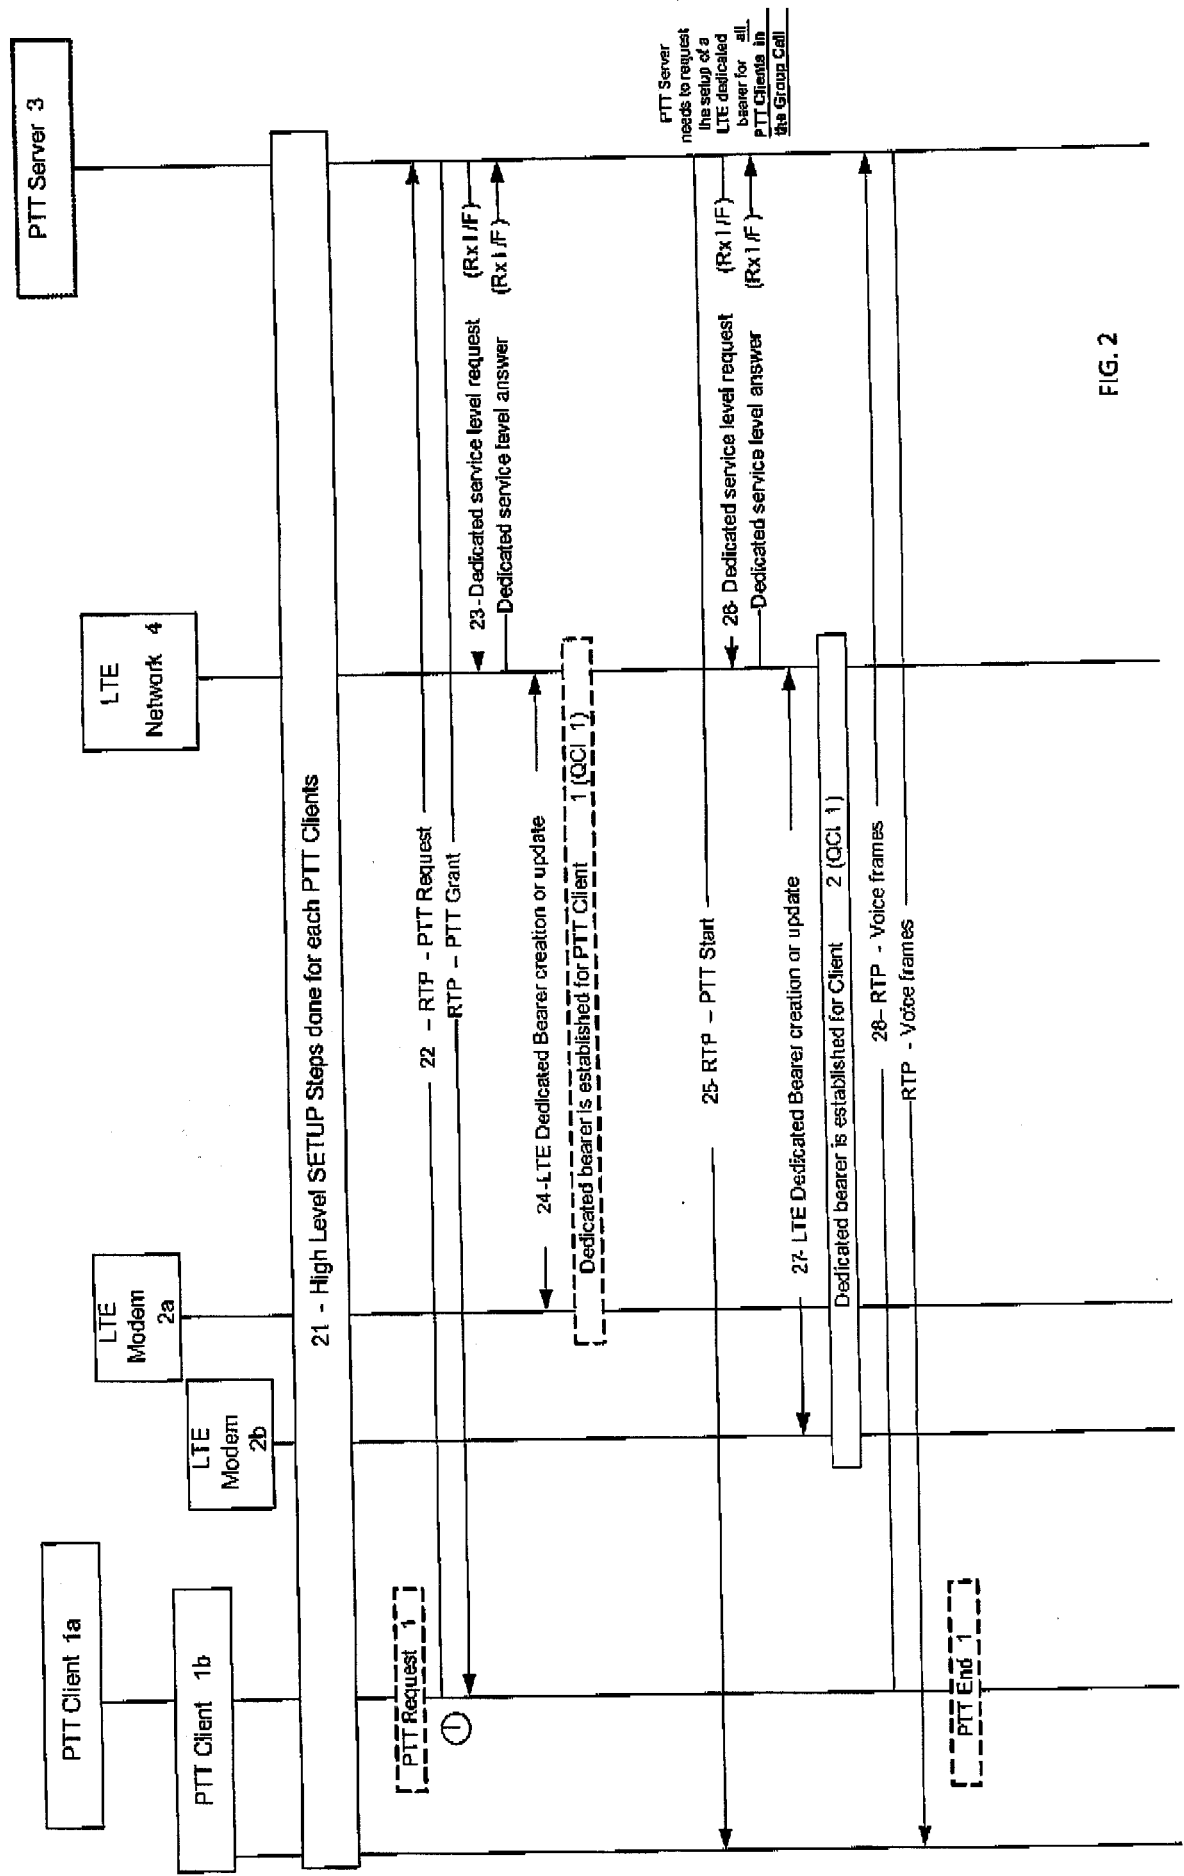 PTT Client 1a
PTT Client 1b
LTE
Modem
2b
LTE
Modem
2a
LTE
Network 4
PTT Server 3
21 - High Level SETUP Steps done for each PTT Clients
PTT Request 1
22 - RTP - PTT Request
RTP - PTT Grant
23-Dedicated service level request
(Rx I/F)
Dedicated service level answer
(Rx I/F)
24-LTE Dedicated Bearer creation or update
Dedicated bearer is established for PTT Client 1 (QCI 1)
PTT Server
needs to request
the setup of a
LTE dedicated
bearer for all
PTT Clients in
the Group Call
25- RTP - PTT Start
26- Dedicated service level request
(Rx I/F)
Dedicated service level answer
(Rx I/F)
27- LTE Dedicated Bearer creation or update
Dedicated bearer is established for Client 2 (QCI 1)
28- RTP - Voice frames
RTP - Voice frames
PTT End 1
FIG. 2